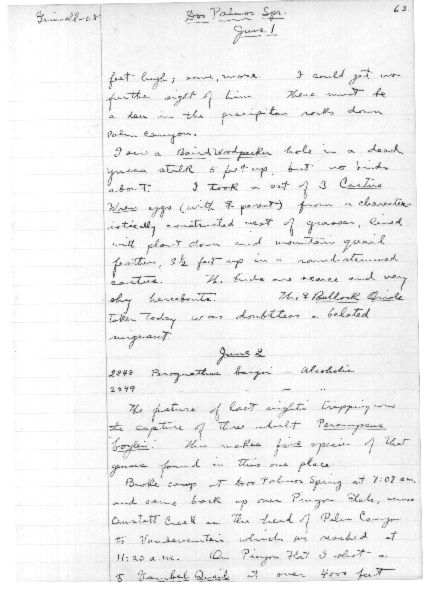 Grinnell-08
Dos Palmos Spr.
63.
June 1
feet high; some, more. I could get no
further sight of him. There must be
a den in the precipitous rocks down
Palm Canyon.
I saw a Baird Woodpecker hole in a dead
yucca stalk 5 feet up, but no birds
about. I took a set of 3 Cactus
Wren eggs (with ♀ parent) from a character-
istically constructed nest of grasses, lined
with plant down and mountain quail
feathers, 3½ feet up in a round-stemmed
cactus. The birds are scarce and very
shy hereabouts. The ♀ Bullock Oriole
taken today was doubtless a belated
migrant.
June 2
2248 Perognathus - Alcoholic
2249 " - "
The feature of last night's trapping was
the capture of three adult Peromyscus
boylei. This makes five species of that
genus found in this one place.
Broke camp at Dos Palmos Spring at 7:07 a.m.
and came back up over Pinyon Flats, across
Omstott Creek and the head of Palm Canyon
to Vandeventer's which we reached at
11:20 a.m. On Pinyon Flat I shot a
♀ Gambel Quail at over 4000 feet